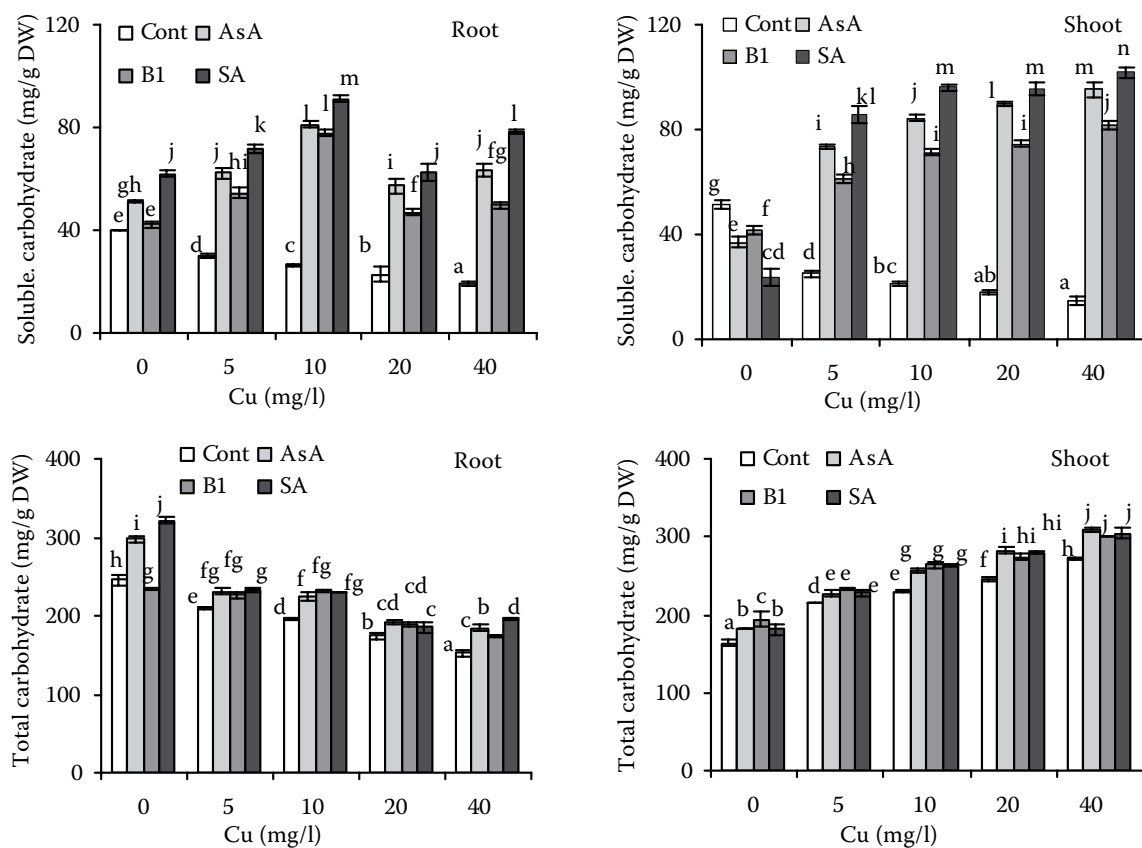 Soluble. carbohydrate (mg/g DW)
120
80
40
0
Cont AsA
B1 SA
Root
e gh e j
d j hi k
c l l m
b i f j
a j fg l
0 5 10 20 40
Cu (mg/l)
Soluble. carbohydrate (mg/g DW)
120
80
40
0
Cont AsA
B1 SA
Shoot
g e f cd
d i h kl
bc j i m
ab l i m
a m j n
0 5 10 20 40
Cu (mg/l)
Total carbohydrate (mg/g DW)
400
300
200
100
0
Cont AsA
B1 SA
Root
h i g j
e fg fg g
d f fg fg
b cd cd c
a c b d
0 5 10 20 40
Cu (mg/l)
Total carbohydrate (mg/g DW)
400
300
200
100
0
Cont AsA
B1 SA
Shoot
a b c b
d e e e
e g g g
f i hi hi
h j j j
0 5 10 20 40
Cu (mg/l)